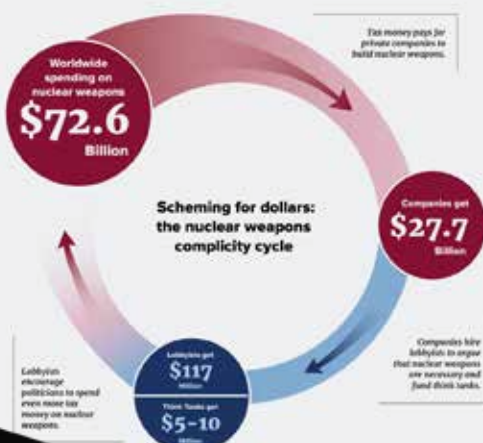 Tax money pays for
private companies to
build nuclear weapons.
Worldwide
spending on
nuclear weapons
$72.6
Billion
Scheming for dollars:
the nuclear weapons
complicity cycle
Companies get
$27.7
Billion
Companies hire
lobbyists to argue
that nuclear weapons
are necessary and
fund think tanks.
Lobbyists get
$117
Million
Think Tanks get
$5-10
Million
Lobbyists
encourage
politicians to spend
even more tax
money on nuclear
weapons.